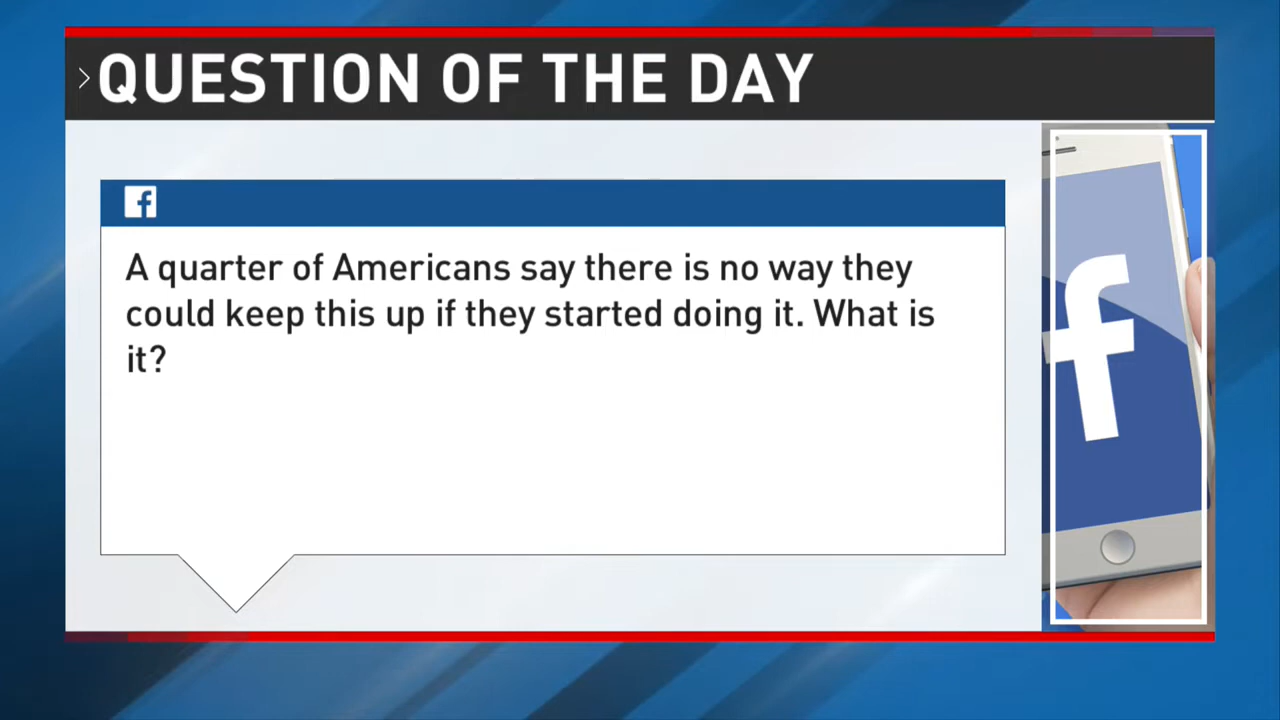 > QUESTION OF THE DAY
f
A quarter of Americans say there is no way they
could keep this up if they started doing it. What is
it?
f